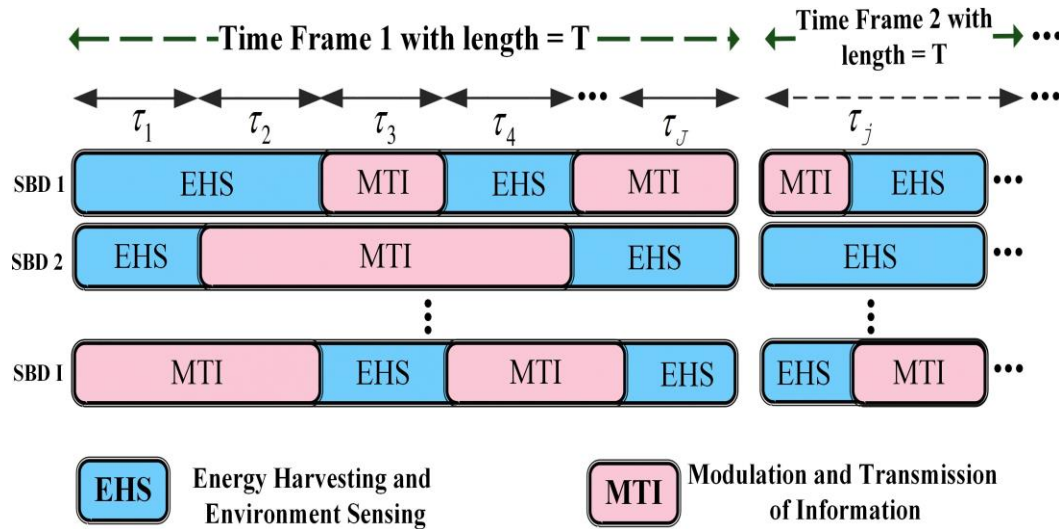 Time Frame 1 with length = T
Time Frame 2 with
length = T
...
τ₁ τ₂ τ₃ τ₄ ... τ_J τ_j ...
SBD 1 EHS MTI EHS MTI MTI EHS ...
SBD 2 EHS MTI EHS EHS ...
SBD I MTI EHS MTI EHS EHS MTI ...
EHS Energy Harvesting and
Environment Sensing
MTI Modulation and Transmission
of Information